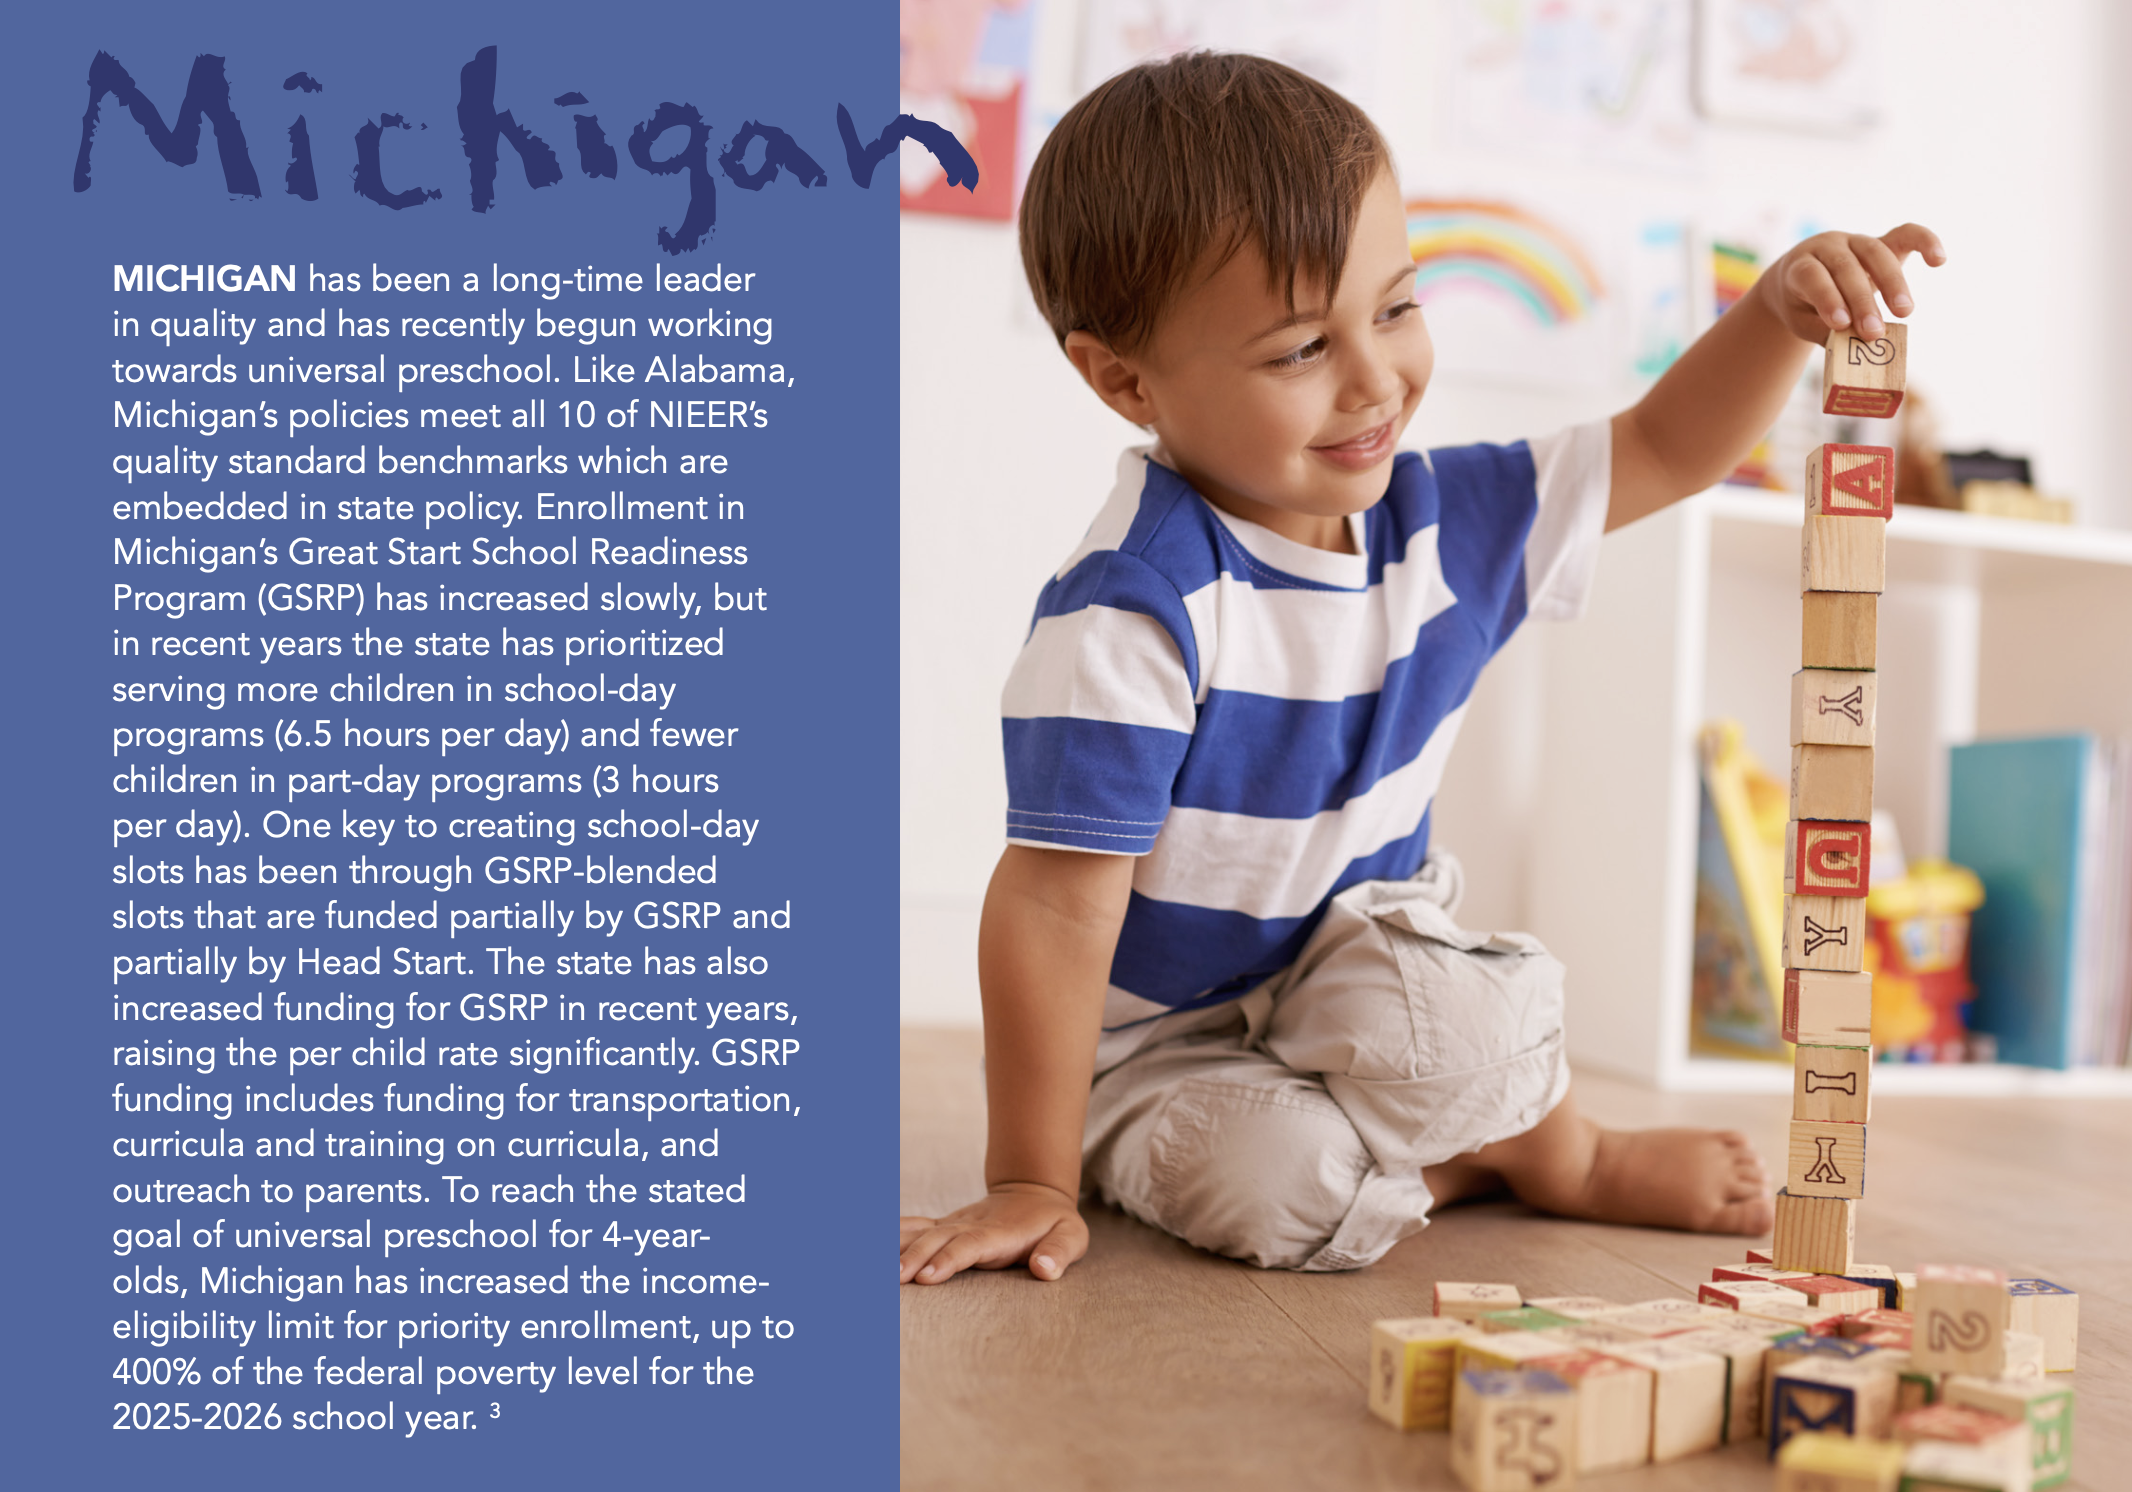 Michigan
MICHIGAN has been a long-time leader
in quality and has recently begun working
towards universal preschool. Like Alabama,
Michigan’s policies meet all 10 of NIEER’s
quality standard benchmarks which are
embedded in state policy. Enrollment in
Michigan’s Great Start School Readiness
Program (GSRP) has increased slowly, but
in recent years the state has prioritized
serving more children in school-day
programs (6.5 hours per day) and fewer
children in part-day programs (3 hours
per day). One key to creating school-day
slots has been through GSRP-blended
slots that are funded partially by GSRP and
partially by Head Start. The state has also
increased funding for GSRP in recent years,
raising the per child rate significantly. GSRP
funding includes funding for transportation,
curricula and training on curricula, and
outreach to parents. To reach the stated
goal of universal preschool for 4-year-
olds, Michigan has increased the income-
eligibility limit for priority enrollment, up to
400% of the federal poverty level for the
2025-2026 school year. ³
2
A
Y
U
Y
I
Y
2